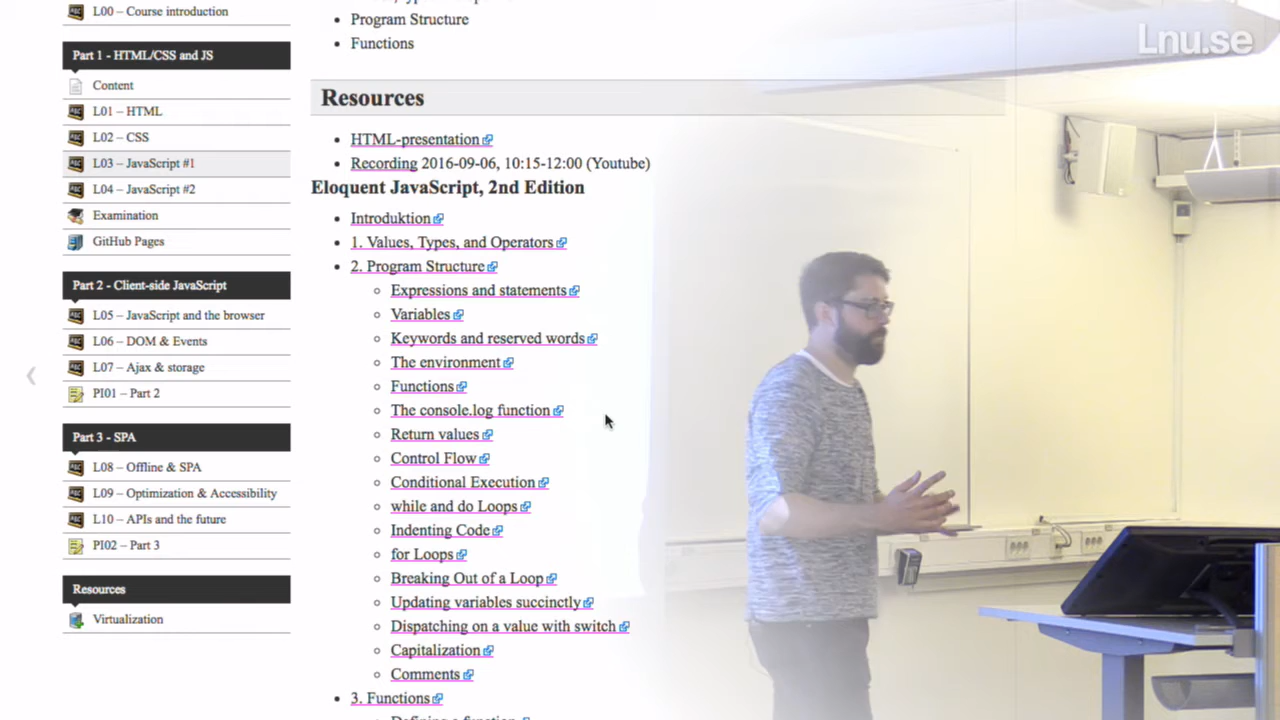 L00 – Course introduction
Part 1 - HTML/CSS and JS
Content
L01 – HTML
L02 – CSS
L03 – JavaScript #1
L04 – JavaScript #2
Examination
GitHub Pages
Part 2 - Client-side JavaScript
L05 – JavaScript and the browser
L06 – DOM & Events
L07 – Ajax & storage
PI01 – Part 2
Part 3 - SPA
L08 – Offline & SPA
L09 – Optimization & Accessibility
L10 – APIs and the future
PI02 – Part 3
Resources
Virtualization
Program Structure
Functions
Resources
HTML-presentation
Recording 2016-09-06, 10:15-12:00 (Youtube)
Eloquent JavaScript, 2nd Edition
Introduktion
1. Values, Types, and Operators
2. Program Structure
Expressions and statements
Variables
Keywords and reserved words
The environment
Functions
The console.log function
Return values
Control Flow
Conditional Execution
while and do Loops
Indenting Code
for Loops
Breaking Out of a Loop
Updating variables succinctly
Dispatching on a value with switch
Capitalization
Comments
3. Functions
Lnu.se